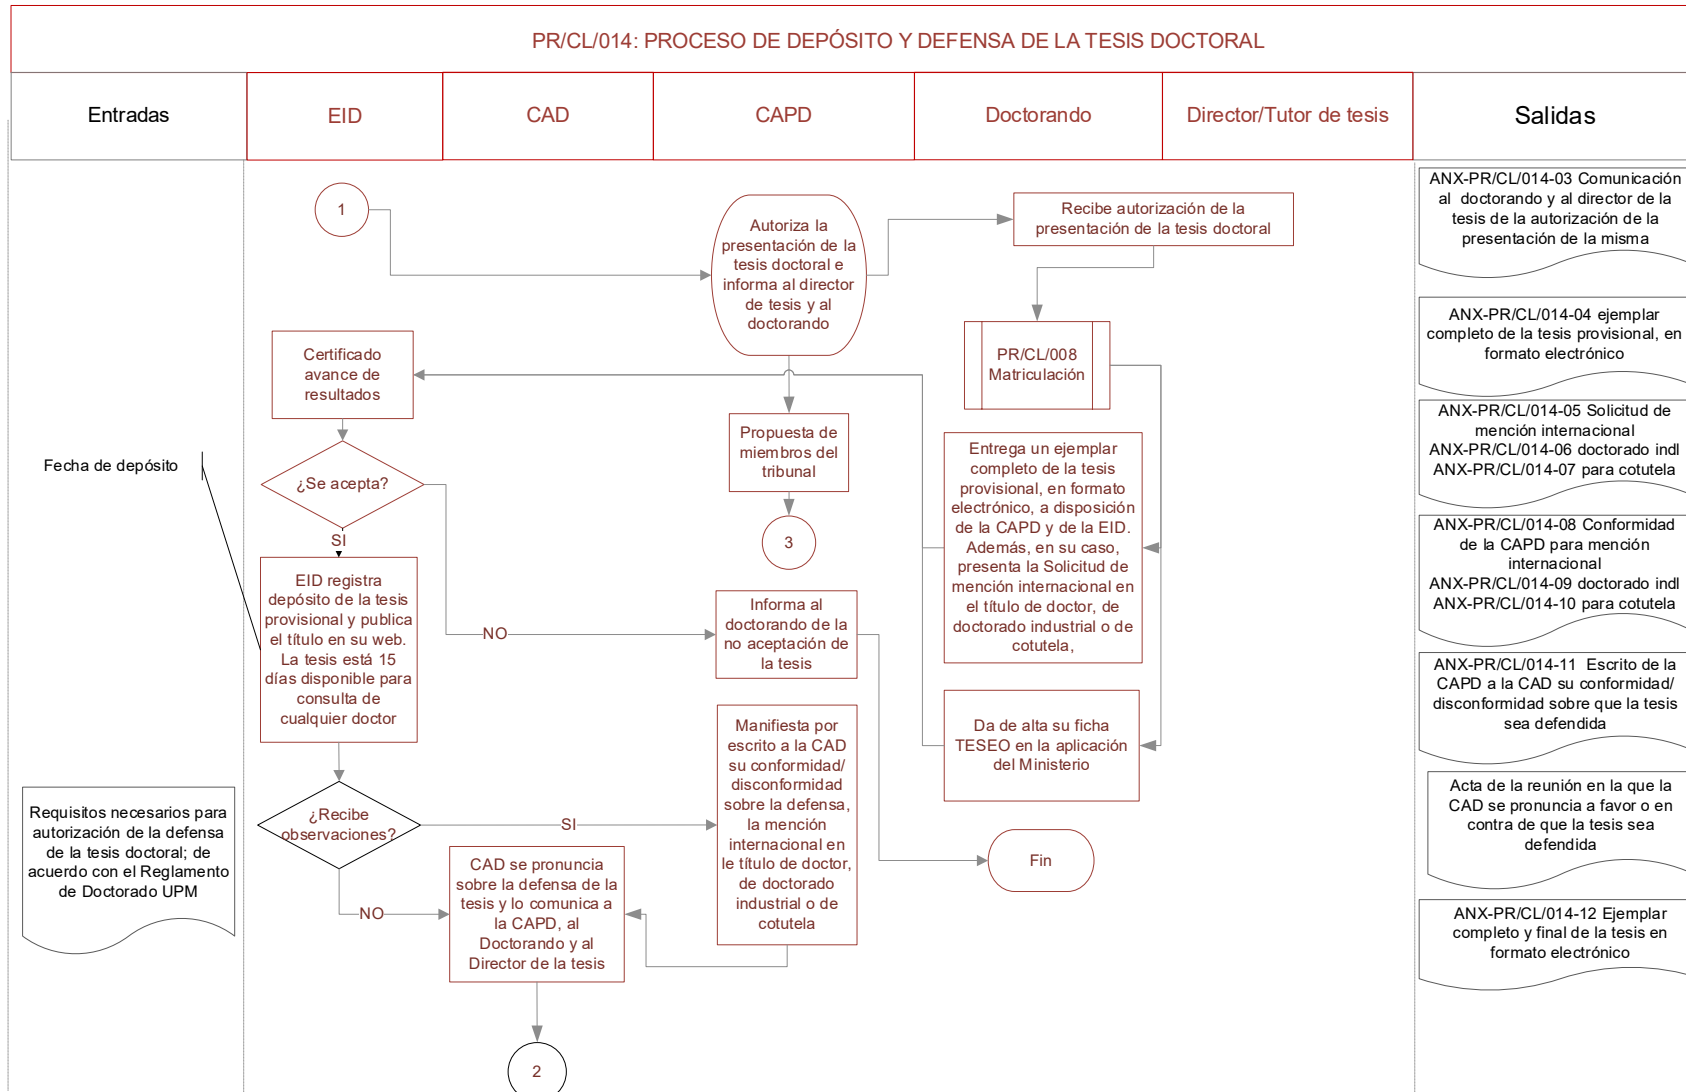 PR/CL/014: PROCESO DE DEPÓSITO Y DEFENSA DE LA TESIS DOCTORAL
Entradas
EID
CAD
CAPD
Doctorando
Director/Tutor de tesis
Salidas
1
Autoriza la
presentación de la
tesis doctoral e
informa al director
de tesis y al
doctorando
Recibe autorización de la
presentación de la tesis doctoral
PR/CL/008
Matriculación
Certificado
avance de
resultados
¿Se acepta?
SI
NO
Fecha de depósito
Propuesta de
miembros del
tribunal
3
Entrega un ejemplar
completo de la tesis
provisional, en formato
electrónico, a disposición
de la CAPD y de la EID.
Además, en su caso,
presenta la Solicitud de
mención internacional en
el título de doctor, de
doctorado industrial o de
cotutela,
EID registra
depósito de la tesis
provisional y publica
el título en su web.
La tesis está 15
días disponible para
consulta de
cualquier doctor
Informa al
doctorando de la
no aceptación de
la tesis
Da de alta su ficha
TESEO en la aplicación
del Ministerio
¿Recibe
observaciones?
SI
NO
Manifiesta por
escrito a la CAD
su conformidad/
disconformidad
sobre la defensa,
la mención
internacional en
le título de doctor,
de doctorado
industrial o de
cotutela
Fin
CAD se pronuncia
sobre la defensa de la
tesis y lo comunica a
la CAPD, al
Doctorando y al
Director de la tesis
2
Requisitos necesarios para
autorización de la defensa
de la tesis doctoral; de
acuerdo con el Reglamento
de Doctorado UPM
ANX-PR/CL/014-03 Comunicación
al doctorando y al director de la
tesis de la autorización de la
presentación de la misma
ANX-PR/CL/014-04 ejemplar
completo de la tesis provisional, en
formato electrónico
ANX-PR/CL/014-05 Solicitud de
mención internacional
ANX-PR/CL/014-06 doctorado indl
ANX-PR/CL/014-07 para cotutela
ANX-PR/CL/014-08 Conformidad
de la CAPD para mención
internacional
ANX-PR/CL/014-09 doctorado indl
ANX-PR/CL/014-10 para cotutela
ANX-PR/CL/014-11 Escrito de la
CAPD a la CAD su conformidad/
disconformidad sobre que la tesis
sea defendida
Acta de la reunión en la que la
CAD se pronuncia a favor o en
contra de que la tesis sea
defendida
ANX-PR/CL/014-12 Ejemplar
completo y final de la tesis en
formato electrónico